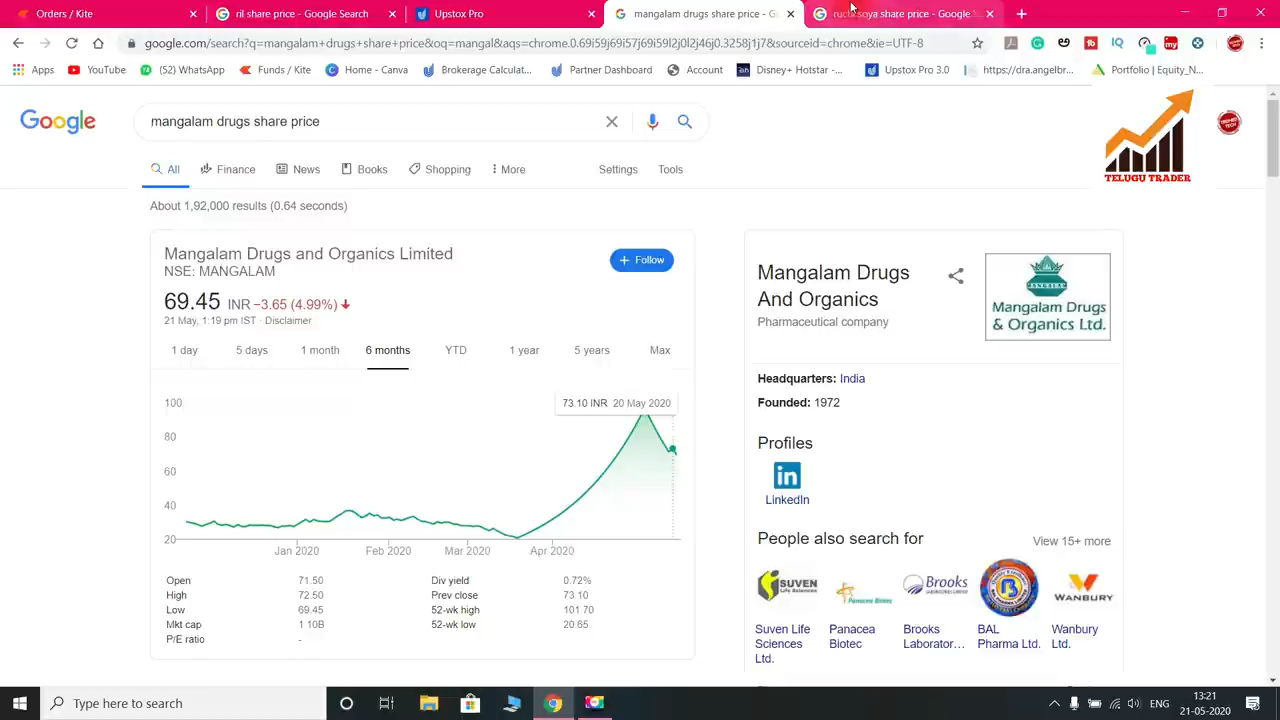 Orders / Kite
ril share price - Google Search
Upstox Pro
mangalam drugs share price - G
ructi soya share price - Google
google.com/search?q=mangalam+drugs+share+price&oq=mangal&aqs=chrome.0.69i59j69i57j69i59l2j0l2j46j0.3258j1j7&sourceid=chrome&ie=UTF-8
Apps YouTube (52) WhatsApp Funds / Kite Home - Canva Brokerage Calculat... Partner Dashboard Account Disney+ Hotstar -... Upstox Pro 3.0 https://dra.angelbr... Portfolio | Equity_N...
Google
mangalam drugs share price
TELUGU TRADER
All Finance News Books Shopping More Settings Tools
About 1,92,000 results (0.64 seconds)
Mangalam Drugs and Organics Limited
NSE: MANGALAM
+ Follow
69.45 INR −3.65 (4.99%)
21 May, 1:19 pm IST · Disclaimer
1 day 5 days 1 month 6 months YTD 1 year 5 years Max
73.10 INR 20 May 2020
100
80
60
40
20
Jan 2020 Feb 2020 Mar 2020 Apr 2020
Open 71.50 Div yield 0.72%
High 72.50 Prev close 73.10
Low 69.45 52-wk high 101.70
Mkt cap 1 10B 52-wk low 20.65
P/E ratio -
Mangalam Drugs
And Organics
Pharmaceutical company
MANGALAM
Mangalam Drugs
& Organics Ltd.
Headquarters: India
Founded: 1972
Profiles
LinkedIn
People also search for
View 15+ more
SUVEN
Life Sciences
Panacea Biotec
Brooks
WANBURY
Suven Life
Sciences
Ltd.
Panacea
Biotec
Brooks
Laborator...
BAL
Pharma Ltd.
Wanbury
Ltd.
Type here to search
ENG
13:21
21-05-2020